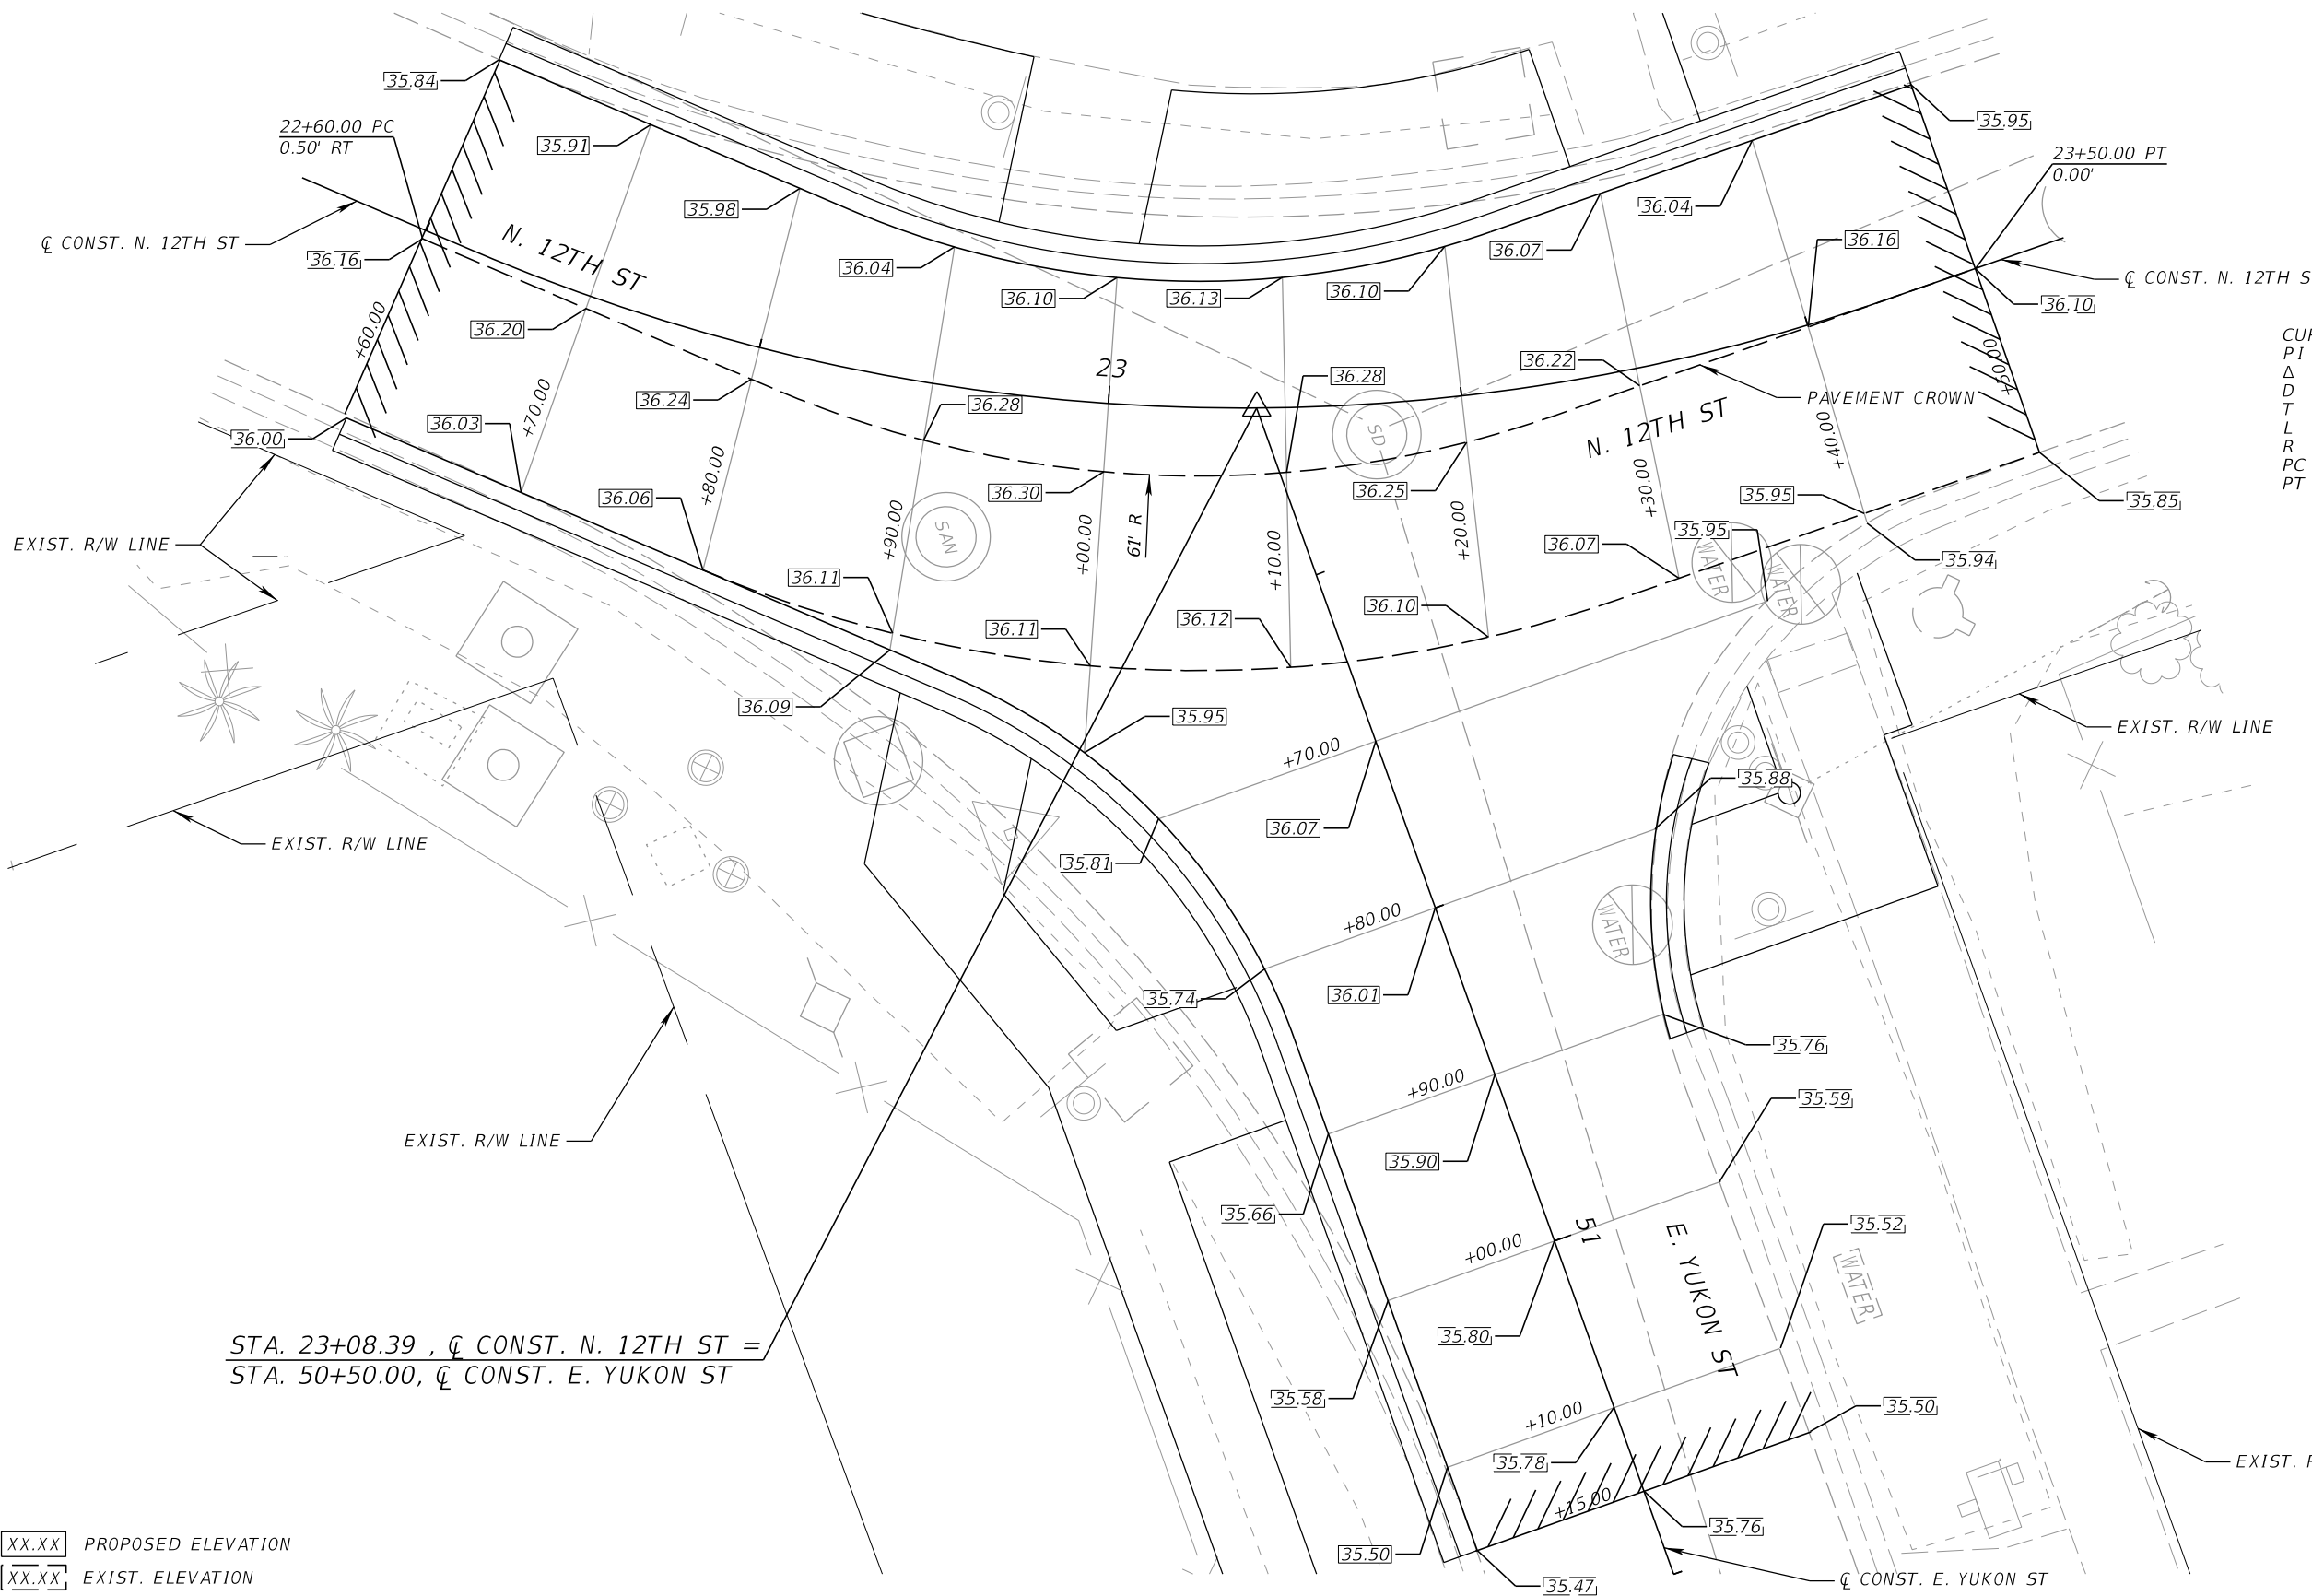 35.84
22+60.00 PC
0.50' RT
35.91
35.95
23+50.00 PT
0.00'
℄ CONST. N. 12TH ST
36.16
N. 12TH ST
35.98
36.04
36.04
36.07
36.16
℄ CONST. N. 12TH S
36.10
36.10
36.13
36.10
+60.00
36.20
23
36.22
+50.00
CUR
PI
Δ
D
T
L
R
PC
PT
36.24
36.28
36.28
PAVEMENT CROWN
36.00
36.03
+70.00
SD
N. 12TH ST
+40.00
36.06
+80.00
36.30
36.25
+30.00
35.95
35.85
EXIST. R/W LINE
+90.00
SAN
+00.00
61' R
+10.00
+20.00
36.07
35.95
WATER
WATER
35.94
36.11
36.11
36.12
36.10
36.09
35.95
EXIST. R/W LINE
+70.00
35.88
EXIST. R/W LINE
35.81
36.07
+80.00
WATER
35.74
36.01
35.76
+90.00
35.59
EXIST. R/W LINE
35.90
35.66
51
E. YUKON ST
35.52
WATER
+00.00
35.80
STA. 23+08.39 , ℄ CONST. N. 12TH ST =
STA. 50+50.00, ℄ CONST. E. YUKON ST
35.58
+10.00
35.50
35.78
EXIST. R
+15.00
35.76
35.50
35.47
℄ CONST. E. YUKON ST
XX.XX PROPOSED ELEVATION
XX.XX EXIST. ELEVATION